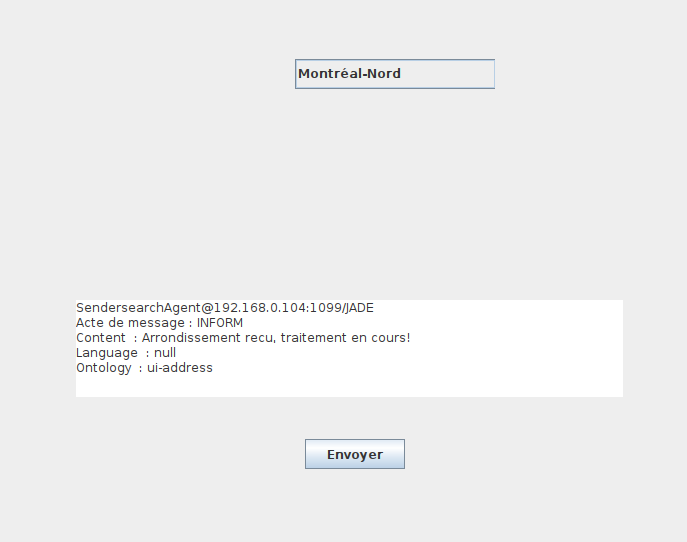 Montréal-Nord
SendersearchAgent@192.168.0.104:1099/JADE
Acte de message : INFORM
Content  : Arrondissement recu, traitement en cours!
Language  : null
Ontology  : ui-address
Envoyer